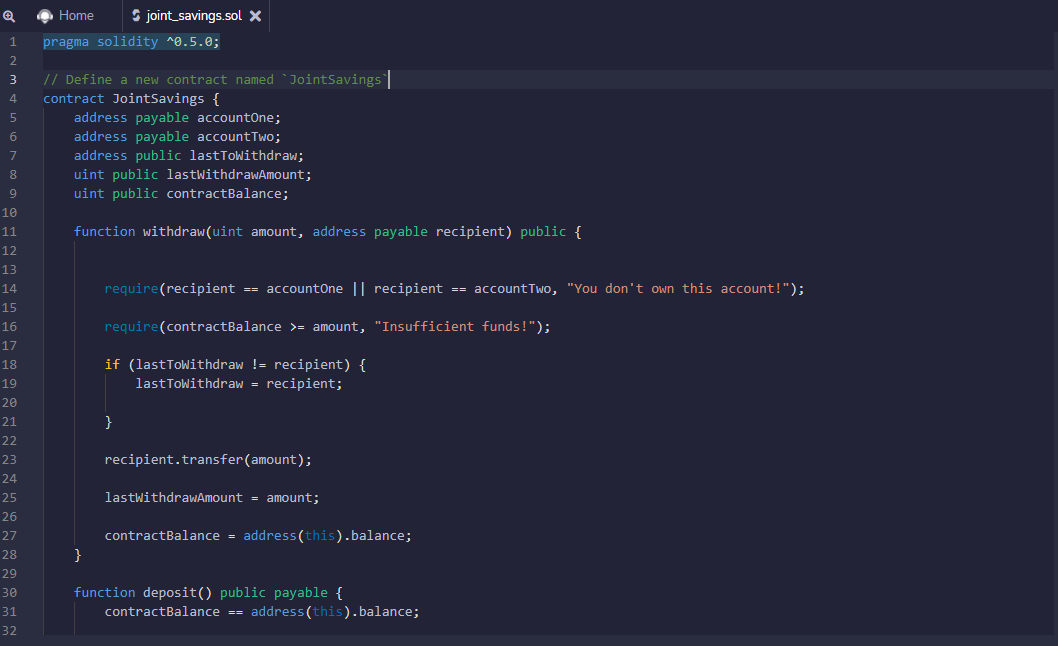 Home joint_savings.sol
1 pragma solidity ^0.5.0;
2
3 // Define a new contract named `JointSavings`
4 contract JointSavings {
5     address payable accountOne;
6     address payable accountTwo;
7     address public lastToWithdraw;
8     uint public lastWithdrawAmount;
9     uint public contractBalance;
10
11     function withdraw(uint amount, address payable recipient) public {
12
13
14         require(recipient == accountOne || recipient == accountTwo, "You don't own this account!");
15
16         require(contractBalance >= amount, "Insufficient funds!");
17
18         if (lastToWithdraw != recipient) {
19             lastToWithdraw = recipient;
20
21         }
22
23         recipient.transfer(amount);
24
25         lastWithdrawAmount = amount;
26
27         contractBalance = address(this).balance;
28     }
29
30     function deposit() public payable {
31         contractBalance == address(this).balance;
32